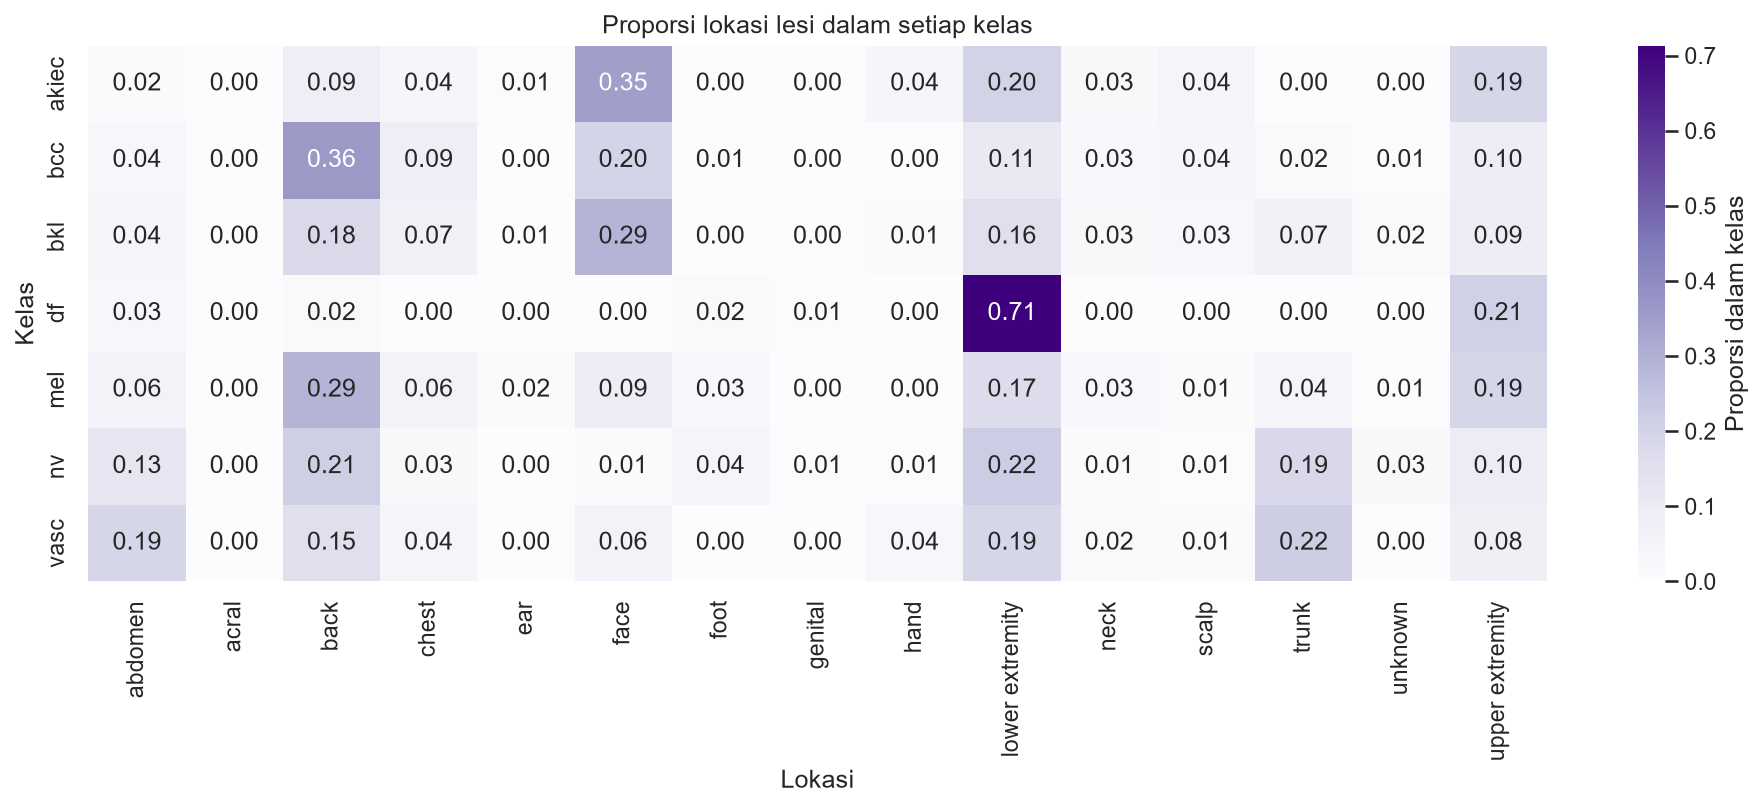 Proporsi lokasi lesi dalam setiap kelas
Kelas
akiec 0.02 0.00 0.09 0.04 0.01 0.35 0.00 0.00 0.04 0.20 0.03 0.04 0.00 0.00 0.19
bcc 0.04 0.00 0.36 0.09 0.00 0.20 0.01 0.00 0.00 0.11 0.03 0.04 0.02 0.01 0.10
bkl 0.04 0.00 0.18 0.07 0.01 0.29 0.00 0.00 0.01 0.16 0.03 0.03 0.07 0.02 0.09
df 0.03 0.00 0.02 0.00 0.00 0.00 0.02 0.01 0.00 0.71 0.00 0.00 0.00 0.00 0.21
mel 0.06 0.00 0.29 0.06 0.02 0.09 0.03 0.00 0.00 0.17 0.03 0.01 0.04 0.01 0.19
nv 0.13 0.00 0.21 0.03 0.00 0.01 0.04 0.01 0.01 0.22 0.01 0.01 0.19 0.03 0.10
vasc 0.19 0.00 0.15 0.04 0.00 0.06 0.00 0.00 0.04 0.19 0.02 0.01 0.22 0.00 0.08
abdomen acral back chest ear face foot genital hand lower extremity neck scalp trunk unknown upper extremity
Lokasi
0.7
0.6
0.5
0.4
0.3
0.2
0.1
0.0
Proporsi dalam kelas